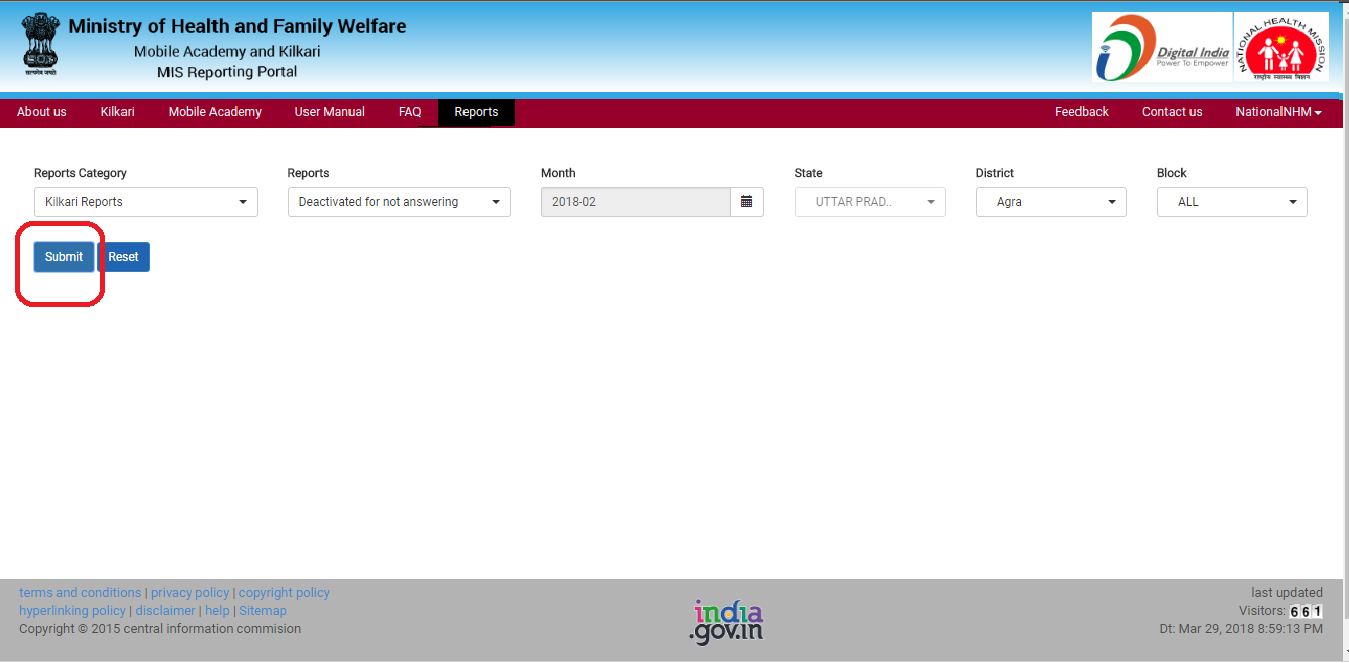 Ministry of Health and Family Welfare
Mobile Academy and Kilkari
MIS Reporting Portal
सत्यमेव जयते
Digital India
Power To Empower
NATIONAL HEALTH MISSION
राष्ट्रीय स्वास्थ्य मिशन
About us Kilkari Mobile Academy User Manual FAQ Reports Feedback Contact us NationalNHM
Reports Category Reports Month State District Block
Kilkari Reports Deactivated for not answering 2018-02 UTTAR PRAD.. Agra ALL
Submit Reset
terms and conditions | privacy policy | copyright policy
hyperlinking policy | disclaimer | help | Sitemap
Copyright © 2015 central information commision
india
.gov.in
last updated
Visitors: 661
Dt: Mar 29, 2018 8:59:13 PM